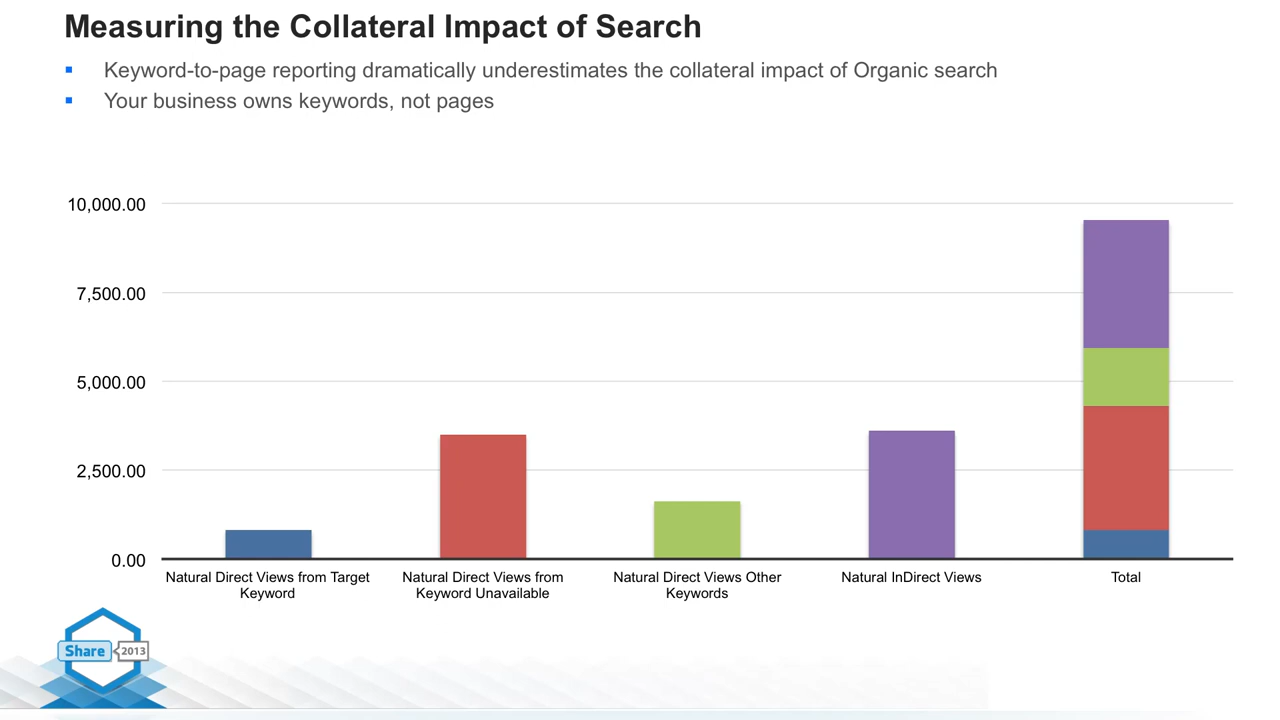 Measuring the Collateral Impact of Search
Keyword-to-page reporting dramatically underestimates the collateral impact of Organic search
Your business owns keywords, not pages
10,000.00
7,500.00
5,000.00
2,500.00
0.00
Natural Direct Views from Target
Keyword
Natural Direct Views from
Keyword Unavailable
Natural Direct Views Other
Keywords
Natural InDirect Views
Total
Share 2013